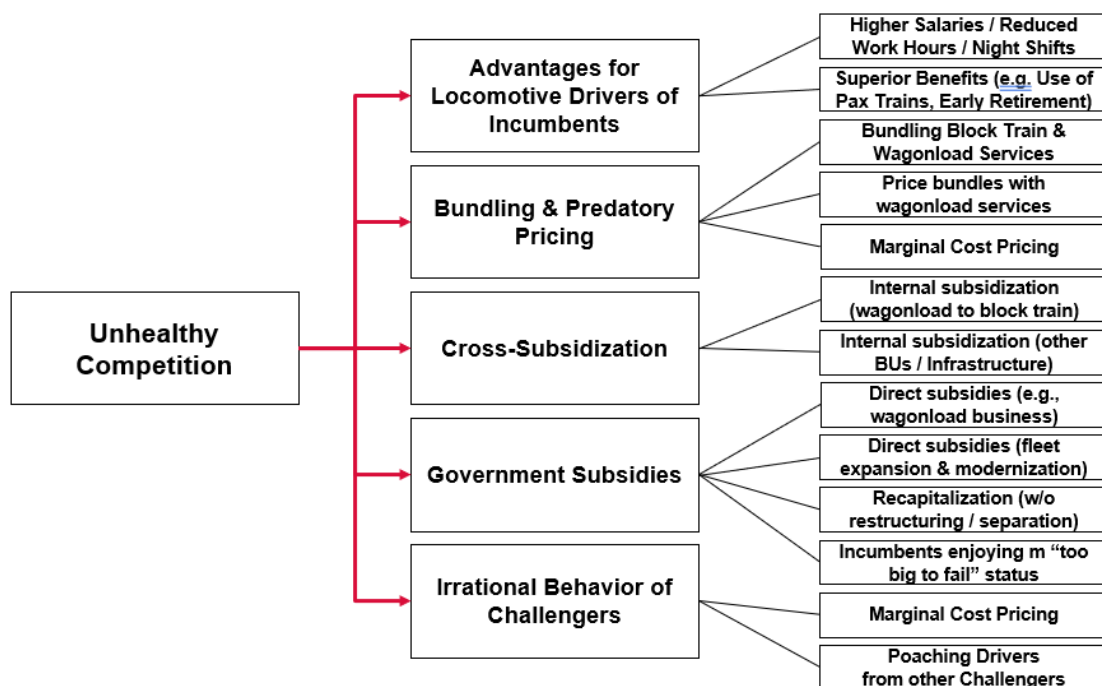 Unhealthy
Competition
Advantages for
Locomotive Drivers of
Incumbents
Higher Salaries / Reduced
Work Hours / Night Shifts
Superior Benefits (e.g. Use of
Pax Trains, Early Retirement)
Bundling & Predatory
Pricing
Bundling Block Train &
Wagonload Services
Price bundles with
wagonload services
Marginal Cost Pricing
Cross-Subsidization
Internal subsidization
(wagonload to block train)
Internal subsidization (other
BUs / Infrastructure)
Government Subsidies
Direct subsidies (e.g.,
wagonload business)
Direct subsidies (fleet
expansion & modernization)
Recapitalization (w/o
restructuring / separation)
Incumbents enjoying m “too
big to fail” status
Irrational Behavior of
Challengers
Marginal Cost Pricing
Poaching Drivers
from other Challengers